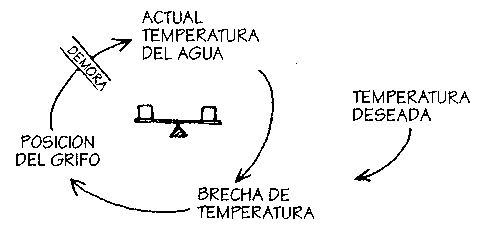 ACTUAL
TEMPERATURA
DEL AGUA
DEMORA
TEMPERATURA
DESEADA
POSICION
DEL GRIFO
BRECHA DE
TEMPERATURA